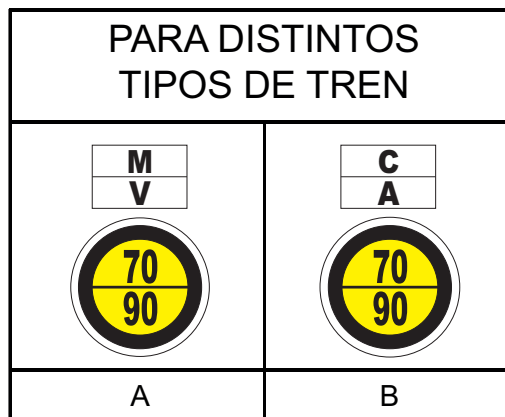 PARA DISTINTOS
TIPOS DE TREN
M
V
70
90
C
A
70
90
A
B